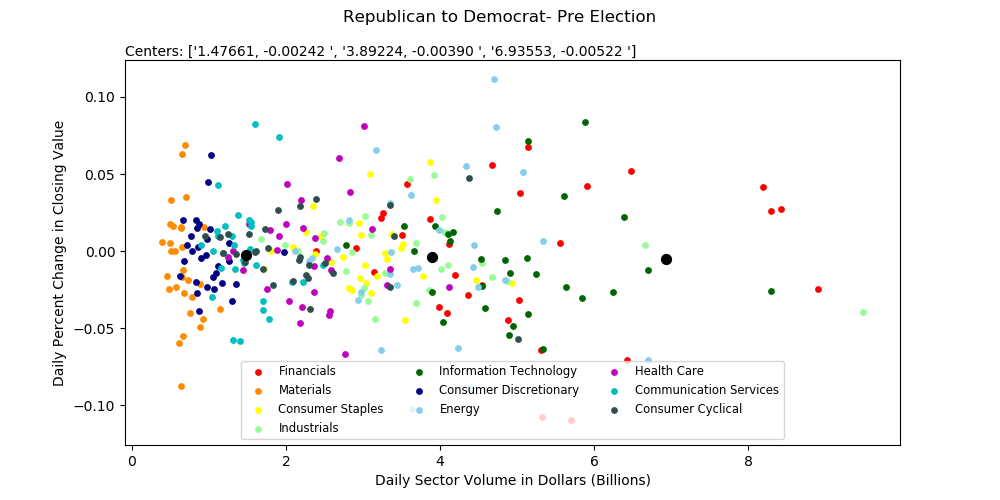 Republican to Democrat- Pre Election
Centers: ['1.47661, -0.00242 ', '3.89224, -0.00390 ', '6.93553, -0.00522 ']
Daily Percent Change in Closing Value
0.10
0.05
0.00
−0.05
−0.10
Financials
Materials
Consumer Staples
Industrials
Information Technology
Consumer Discretionary
Energy
Health Care
Communication Services
Consumer Cyclical
0 2 4 6 8
Daily Sector Volume in Dollars (Billions)